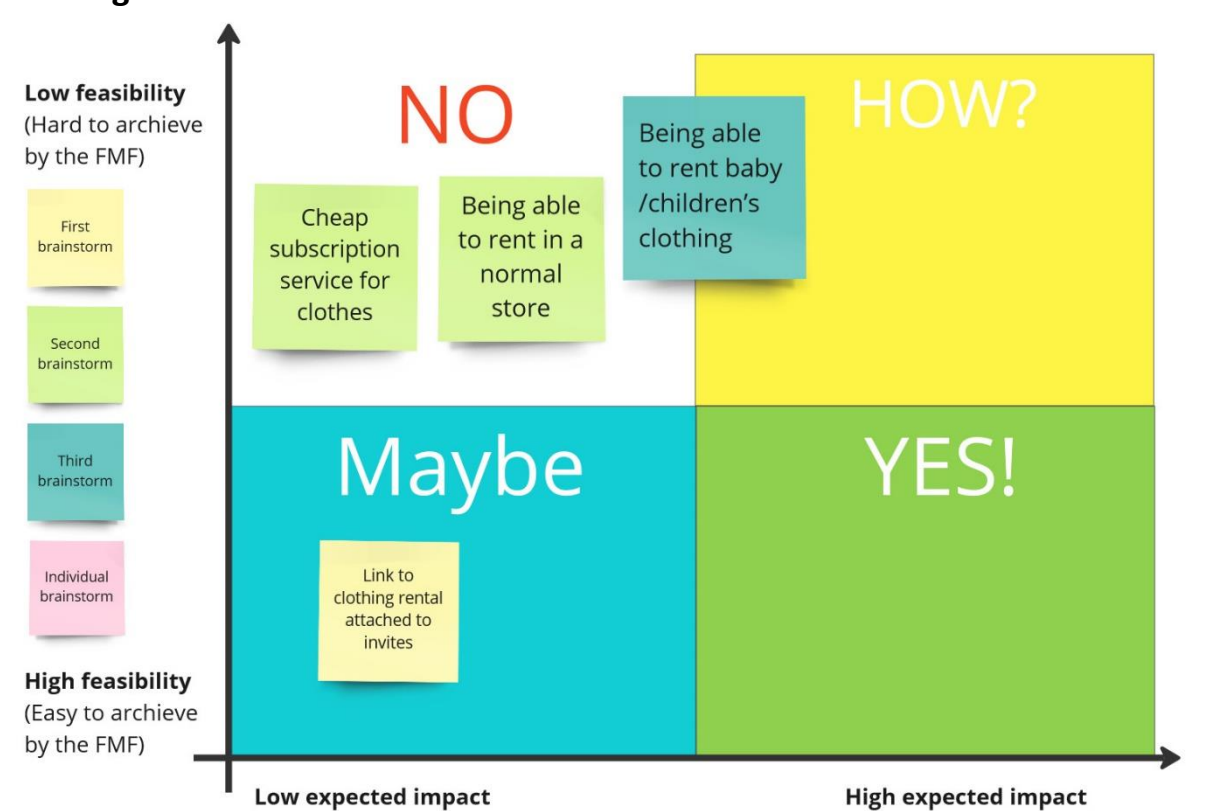 Low feasibility
(Hard to archieve
by the FMF)
First
brainstorm
Second
brainstorm
Third
brainstorm
Individual
brainstorm
High feasibility
(Easy to archieve
by the FMF)
NO
HOW?
Cheap
subscription
service for
clothes
Being able
to rent in a
normal
store
Being able
to rent baby
/children's
clothing
Maybe
YES!
Link to
clothing rental
attached to
invites
Low expected impact
High expected impact